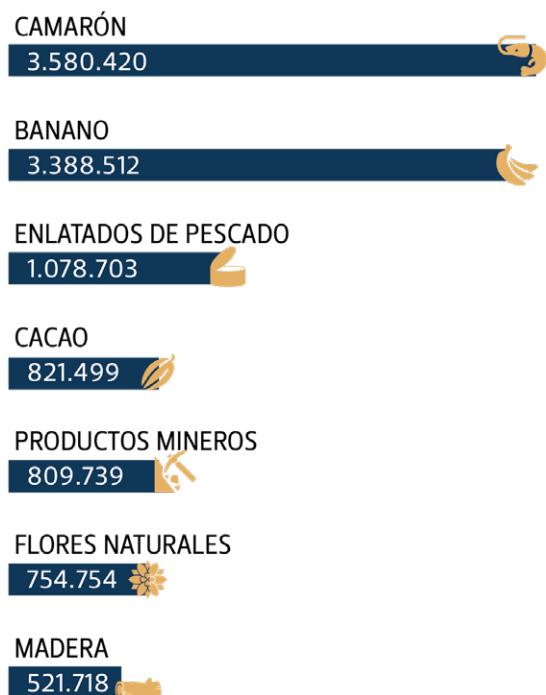 CAMARÓN
3.580.420
BANANO
3.388.512
ENLATADOS DE PESCADO
1.078.703
CACAO
821.499
PRODUCTOS MINEROS
809.739
FLORES NATURALES
754.754
MADERA
521.718